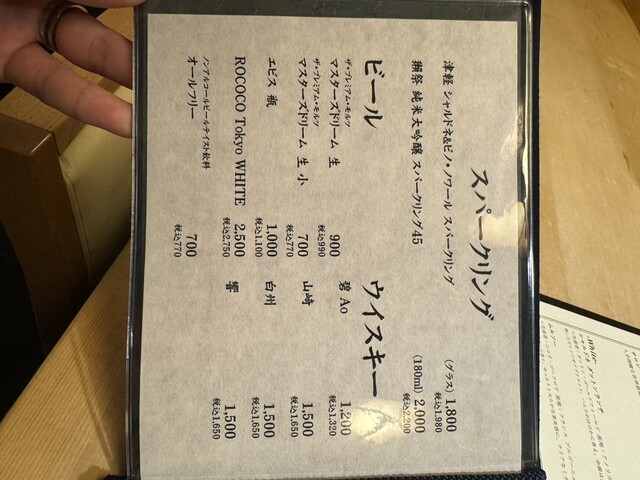 スパークリング
津軽 シャルドネ&ピノ・ノワール スパークリング
(グラス) 1,800
税込1,980
獺祭 純米大吟醸 スパークリング45
(180ml) 2,000
税込2,200
ビール
ザ・プレミアム・モルツ
マスターズドリーム 生
900
税込990
ザ・プレミアム・モルツ
マスターズドリーム 生 小
700
税込770
ヱビス 瓶
1,000
税込1,100
ROCOCO Tokyo WHITE
2,500
税込2,750
ノンアルコールビールテイスト飲料
オールフリー
700
税込770
ウイスキー
碧 Ao
1,200
税込1,320
山崎
1,500
税込1,650
白州
1,500
税込1,650
響
1,500
税込1,650